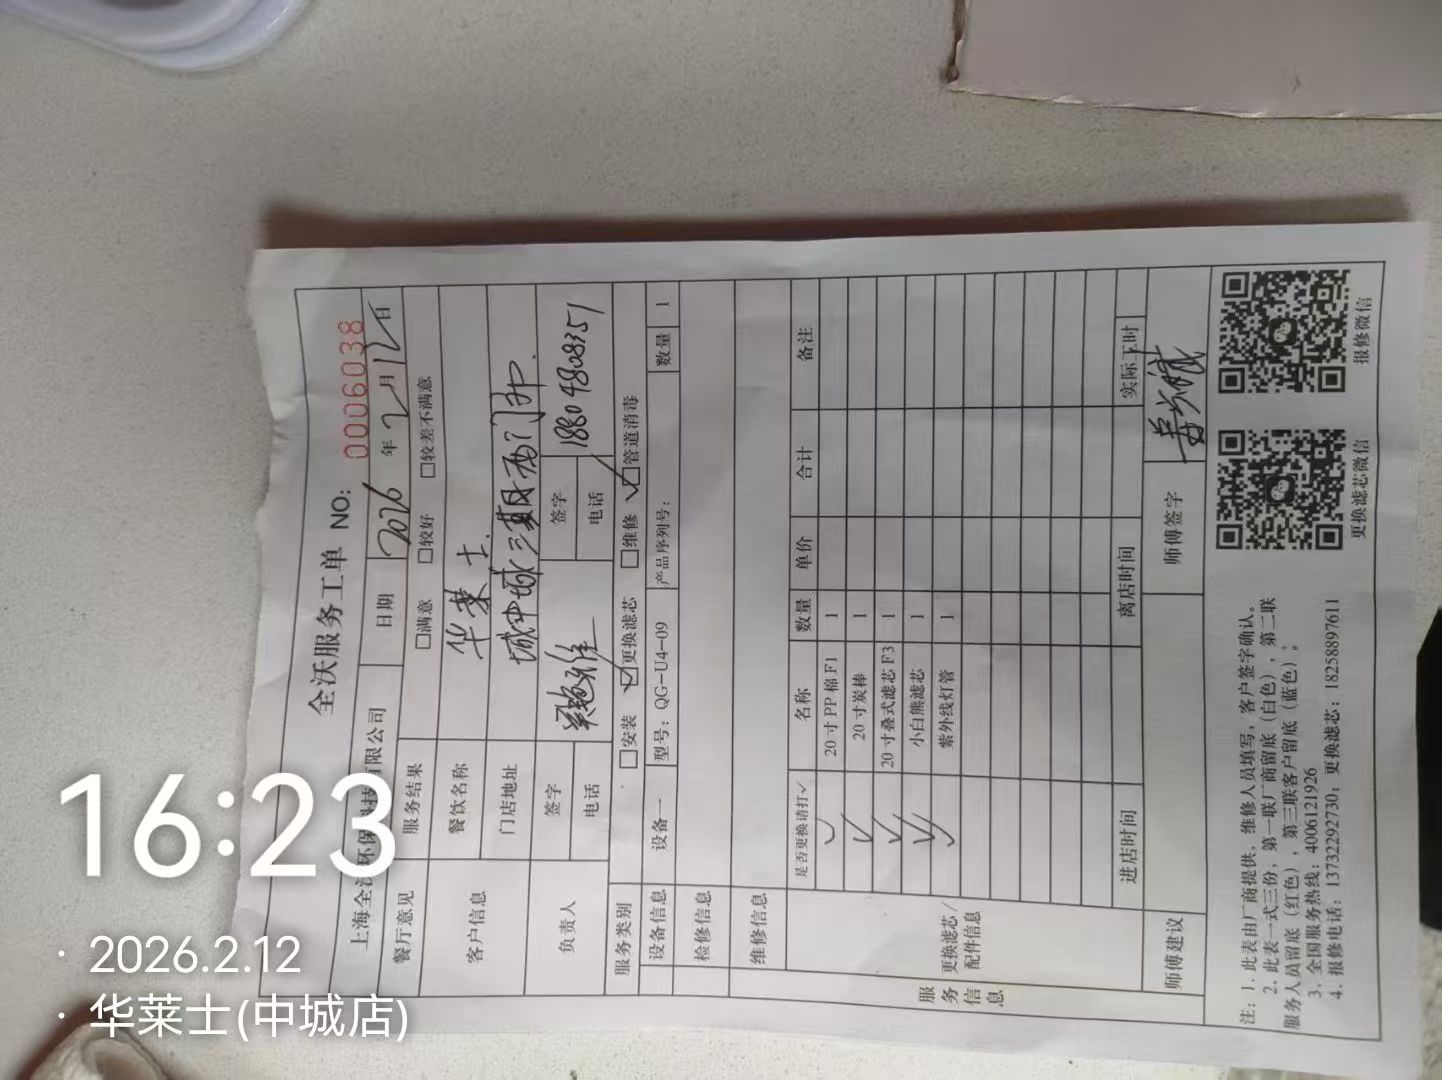 全沃服务工单 NO: 0006038
上海全沃环保科技有限公司 日期 2026年2月12日
餐厅意见 服务结果 □满意 □较好 □较差不满意
客户信息 餐饮名称 华莱士.
门店地址
负责人 签字 签字
电话 电话 18804808351
服务类别 □安装 ☑更换滤芯 □维修 ☑管道消毒
设备信息 设备一 型号: QG-U4-09 产品序列号: 数量 1
检修信息
维修信息
服务信息
更换滤芯/配件信息
是否更换请打✓ 名称 数量 单价 合计 备注
✓ 20寸PP棉F1 1
✓ 20寸炭棒 1
✓ 20寸叠式滤芯F3 1
✓ 小白熊滤芯 1
✓ 紫外线灯管 1
进店时间 离店时间 实际工时
师傅建议 师傅签字
注: 1. 此表由厂商提供, 维修人员填写, 客户签字确认。
2. 此表一式三份, 第一联厂商留底 (白色), 第二联
服务人员留底 (红色), 第三联客户留底 (蓝色);
3. 全国服务热线: 4006121926
4. 报修电话: 13732292730; 更换滤芯: 18258897611
更换滤芯微信 报修微信
16:23
· 2026.2.12
· 华莱士(中城店)